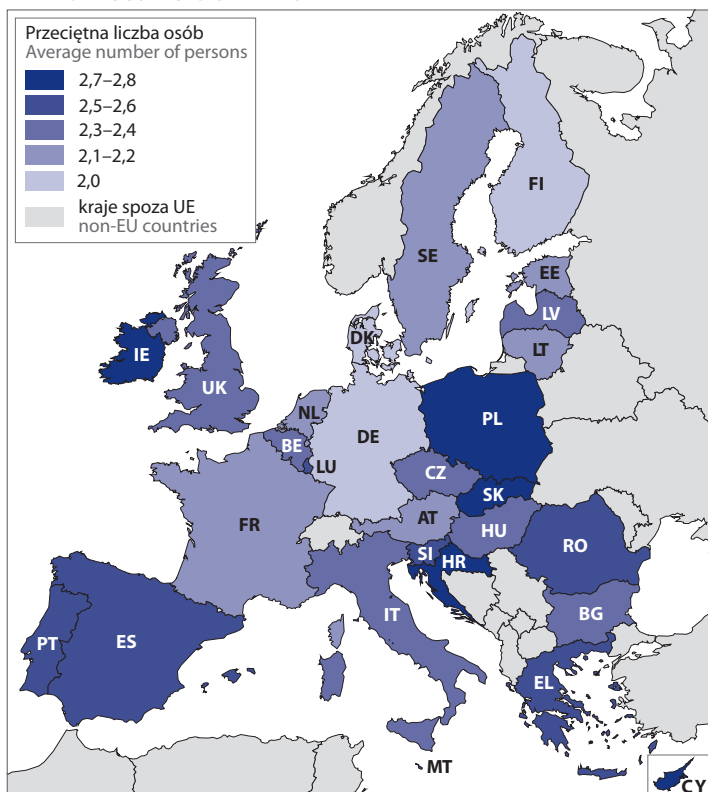 Przeciętna liczba osób
Average number of persons
2,7–2,8
2,5–2,6
2,3–2,4
2,1–2,2
2,0
kraje spoza UE
non-EU countries
FI
SE
EE
LV
DK
LT
IE
UK
NL
PL
DE
BE
LU
CZ
SK
FR
AT
HU
SI
HR
RO
IT
BG
PT
ES
EL
MT
CY